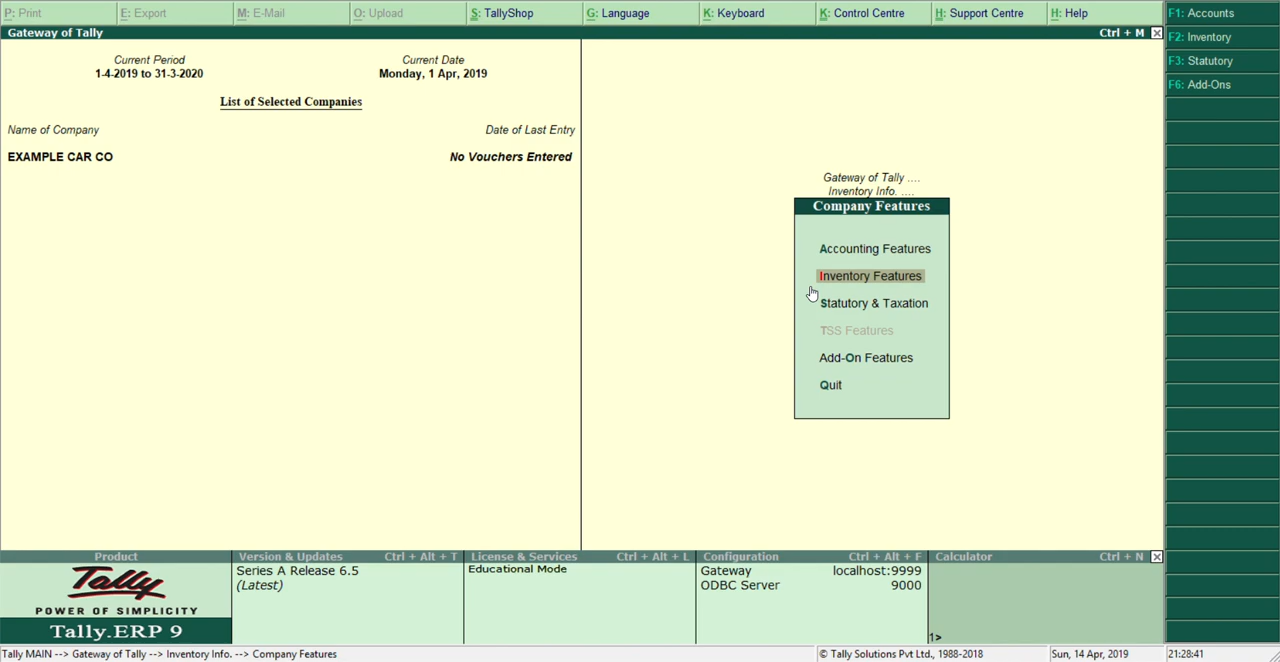 P: Print E: Export M: E-Mail O: Upload S: TallyShop G: Language K: Keyboard K: Control Centre H: Support Centre H: Help
F1: Accounts
F2: Inventory
F3: Statutory
F6: Add-Ons
Gateway of Tally Ctrl + M
Current Period Current Date
1-4-2019 to 31-3-2020 Monday, 1 Apr, 2019
List of Selected Companies
Name of Company Date of Last Entry
EXAMPLE CAR CO No Vouchers Entered
Gateway of Tally ....
Inventory Info. ....
Company Features
Accounting Features
Inventory Features
Statutory & Taxation
TSS Features
Add-On Features
Quit
Product Version & Updates Ctrl + Alt + T License & Services Ctrl + Alt + L Configuration Ctrl + Alt + F Calculator Ctrl + N
Tally
POWER OF SIMPLICITY
Tally.ERP 9
Series A Release 6.5
(Latest)
Educational Mode
Gateway localhost:9999
ODBC Server 9000
1>
Tally MAIN --> Gateway of Tally --> Inventory Info. --> Company Features © Tally Solutions Pvt Ltd., 1988-2018 Sun, 14 Apr, 2019 21:28:41